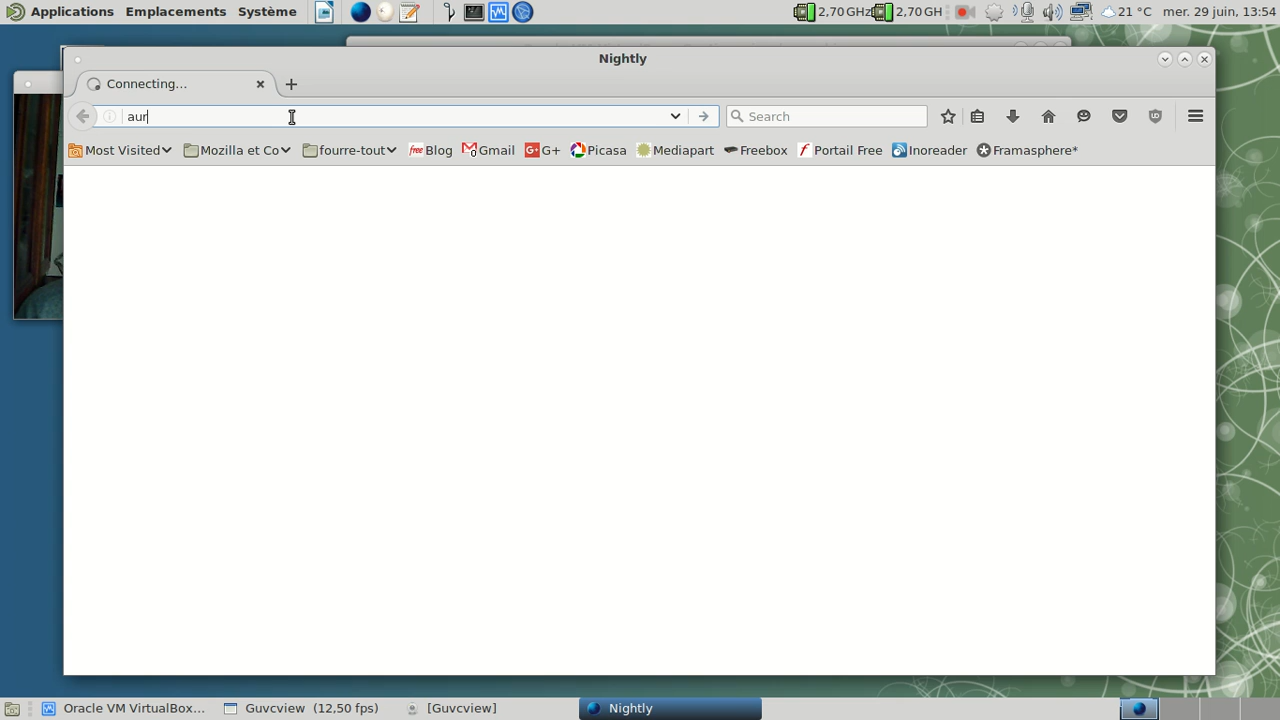 Applications Emplacements Système 2,70 GHz 2,70 GH 21 °C mer. 29 juin, 13:54
Nightly
Connecting...
aur
Search
Most Visited Mozilla et Co fourre-tout Blog Gmail G+ Picasa Mediapart Freebox Portail Free Inoreader Framasphere*
Oracle VM VirtualBox... Guvcview (12,50 fps) [Guvcview] Nightly